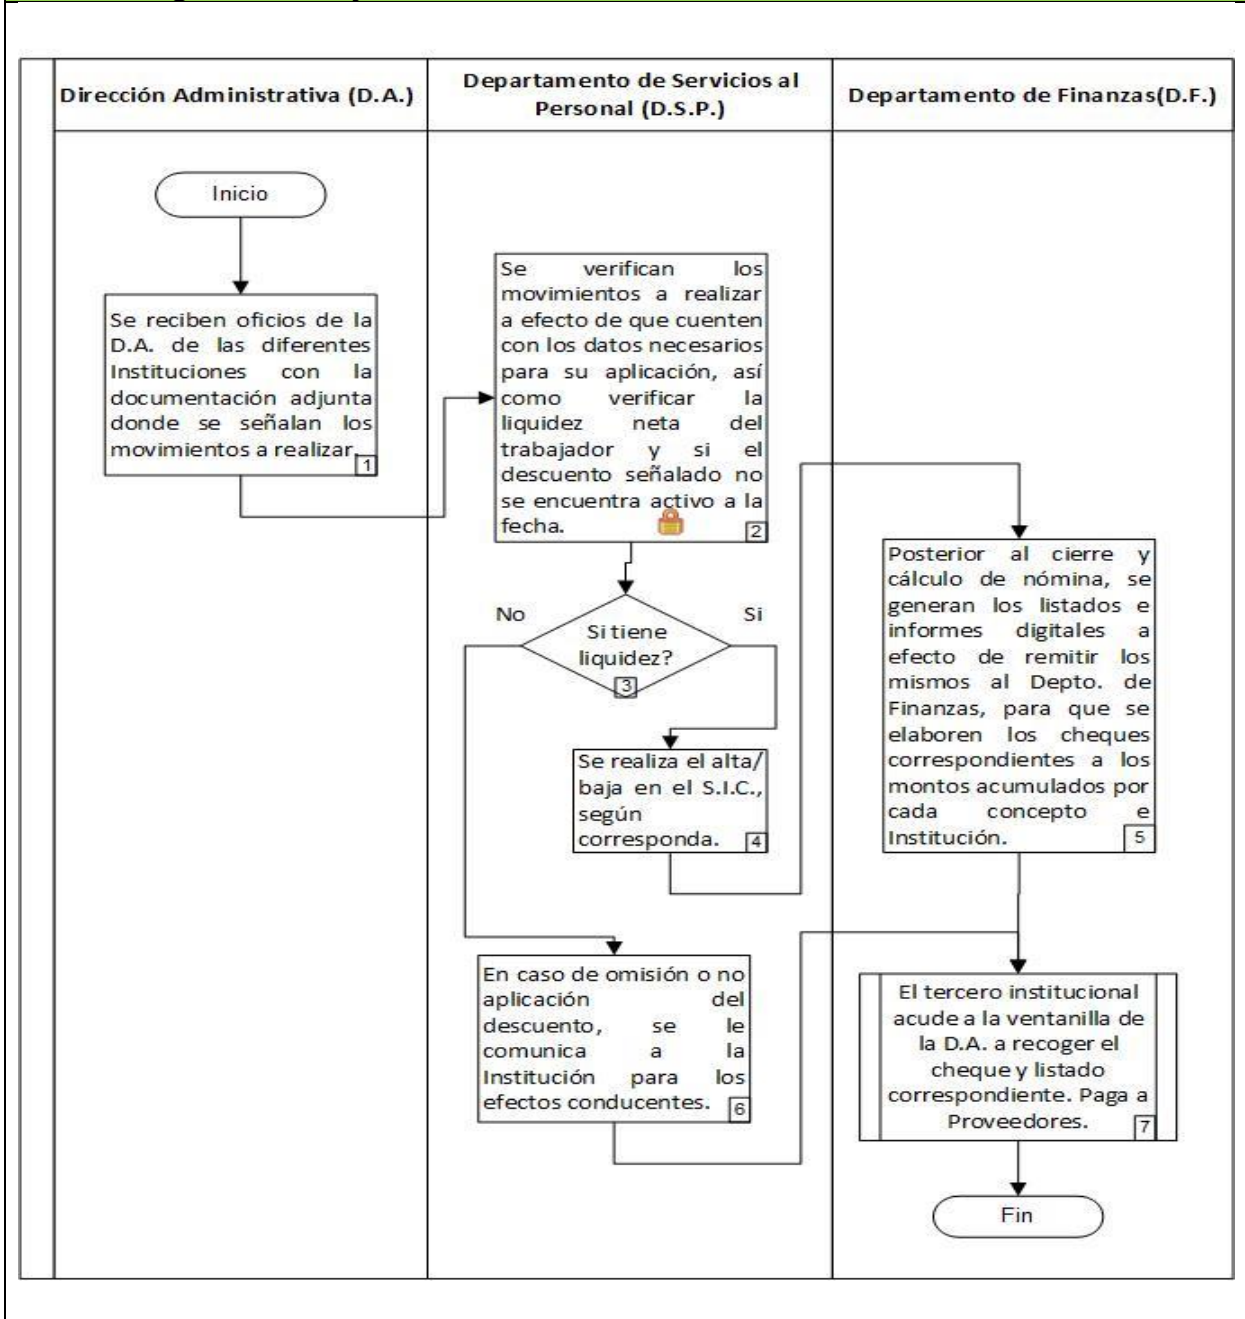 Dirección Administrativa (D.A.)
Departamento de Servicios al
Personal (D.S.P.)
Departamento de Finanzas(D.F.)
Inicio
Se reciben oficios de la
D.A. de las diferentes
Instituciones con la
documentación adjunta
donde se señalan los
movimientos a realizar.
1
Se verifican los
movimientos a realizar
a efecto de que cuenten
con los datos necesarios
para su aplicación, así
como verificar la
liquidez neta del
trabajador y si el
descuento señalado no
se encuentra activo a la
fecha.
2
No
Si
Si tiene
liquidez?
3
Se realiza el alta/
baja en el S.I.C.,
según
corresponda.
4
Posterior al cierre y
cálculo de nómina, se
generan los listados e
informes digitales a
efecto de remitir los
mismos al Depto. de
Finanzas, para que se
elaboren los cheques
correspondientes a los
montos acumulados por
cada concepto e
Institución.
5
En caso de omisión o no
aplicación del
descuento, se le
comunica a la
Institución para los
efectos conducentes.
6
El tercero institucional
acude a la ventanilla de
la D.A. a recoger el
cheque y listado
correspondiente. Paga a
Proveedores.
7
Fin